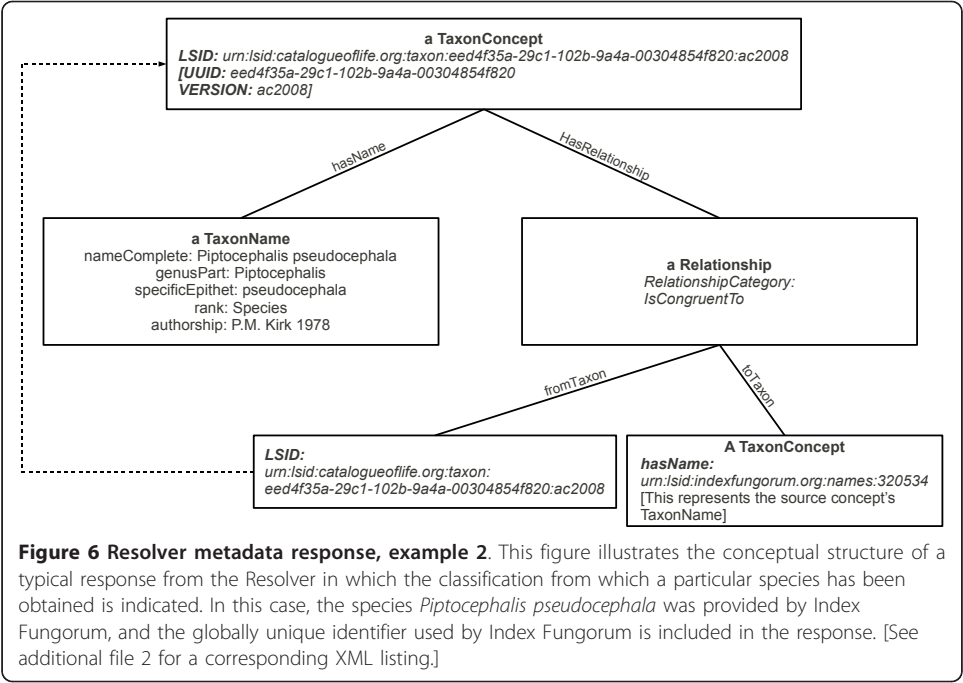 a TaxonConcept
LSID: urn:lsid:catalogueoflife.org:taxon:eed4f35a-29c1-102b-9a4a-00304854f820:ac2008
[UUID: eed4f35a-29c1-102b-9a4a-00304854f820
VERSION: ac2008]
hasName
HasRelationship
a TaxonName
nameComplete: Piptocephalis pseudocephala
genusPart: Piptocephalis
specificEpithet: pseudocephala
rank: Species
authorship: P.M. Kirk 1978
a Relationship
RelationshipCategory:
IsCongruentTo
fromTaxon
toTaxon
LSID:
urn:lsid:catalogueoflife.org:taxon:
eed4f35a-29c1-102b-9a4a-00304854f820:ac2008
A TaxonConcept
hasName:
urn:lsid:indexfungorum.org:names:320534
[This represents the source concept's
TaxonName]
Figure 6 Resolver metadata response, example 2. This figure illustrates the conceptual structure of a
typical response from the Resolver in which the classification from which a particular species has been
obtained is indicated. In this case, the species Piptocephalis pseudocephala was provided by Index
Fungorum, and the globally unique identifier used by Index Fungorum is included in the response. [See
additional file 2 for a corresponding XML listing.]